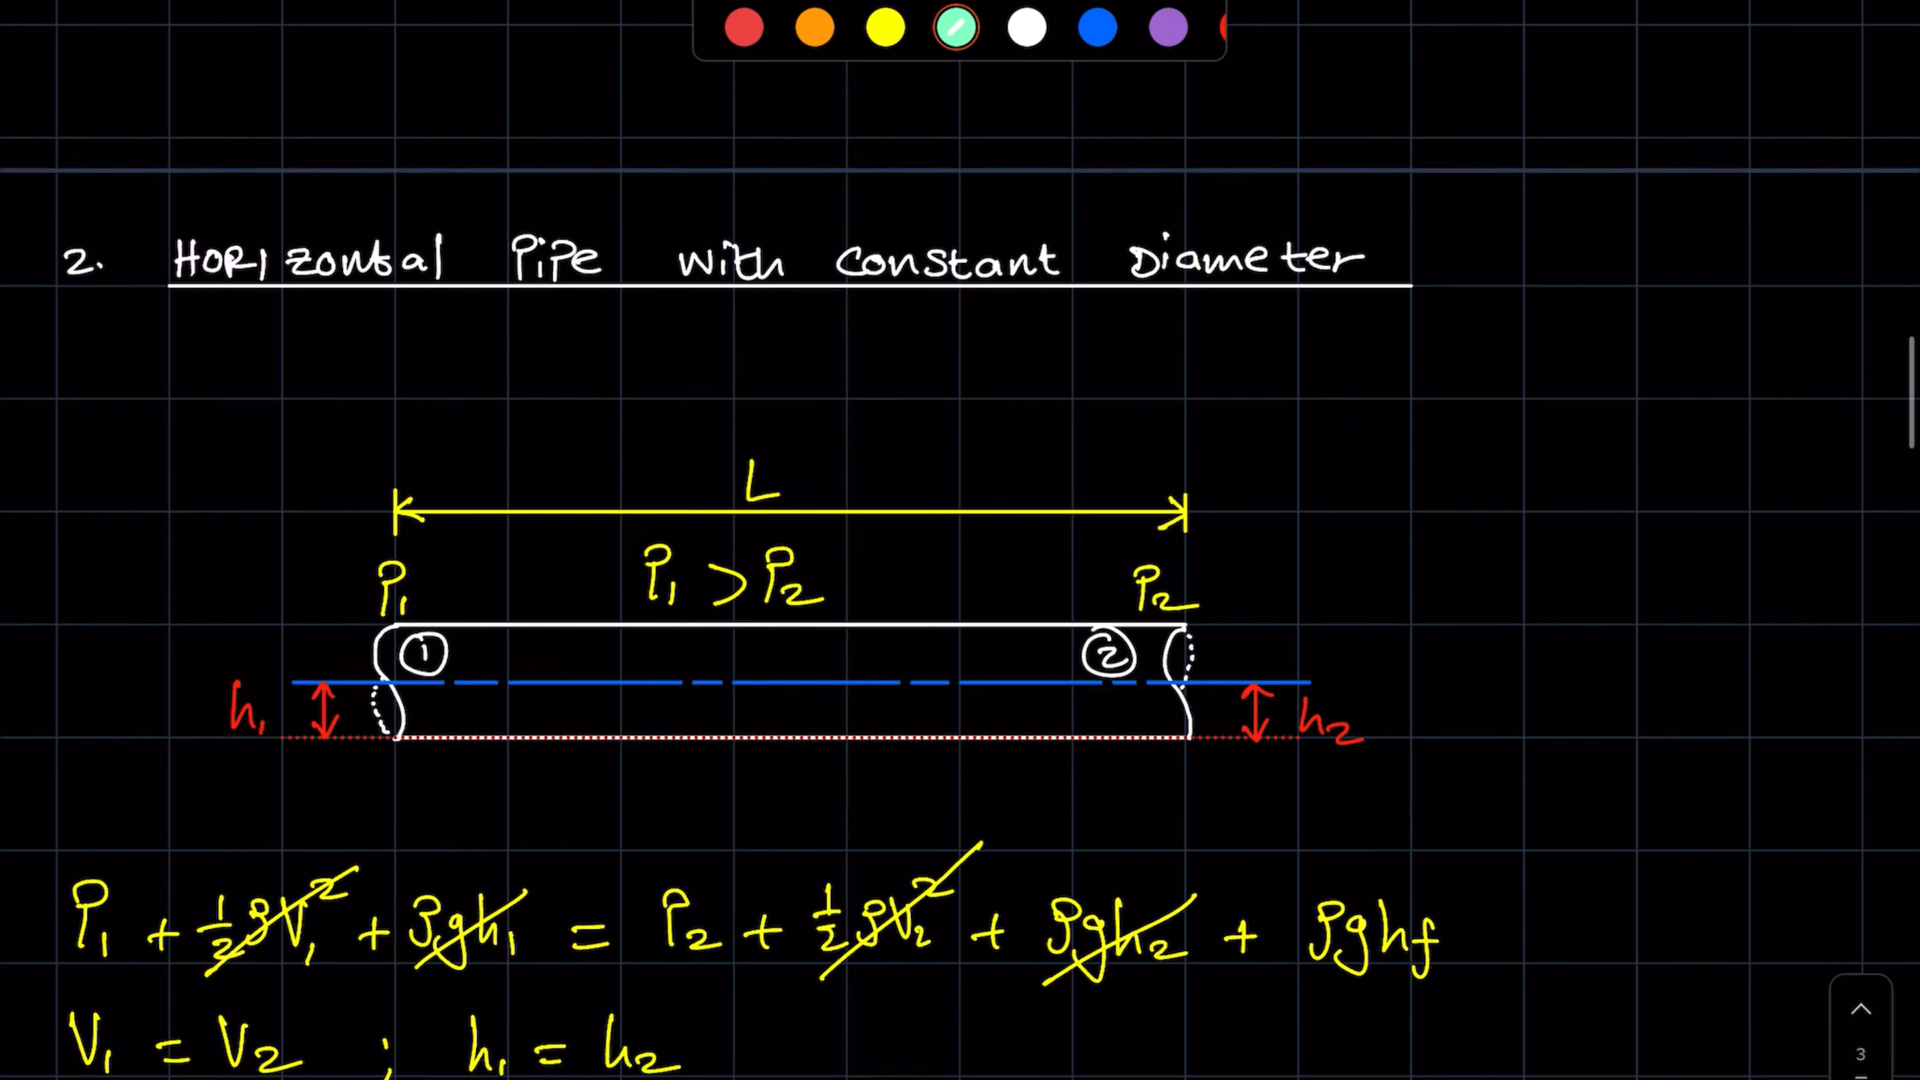 2. HORizontal PiPe with Constant Diameter
L
P₁ P₁ > P₂ P₂
① ②
h₁ h₂
P₁ + ½ρV₁² + ρgh₁ = P₂ + ½ρV₂² + ρgh₂ + ρghf
V₁ = V₂ ; h₁ = h₂
3